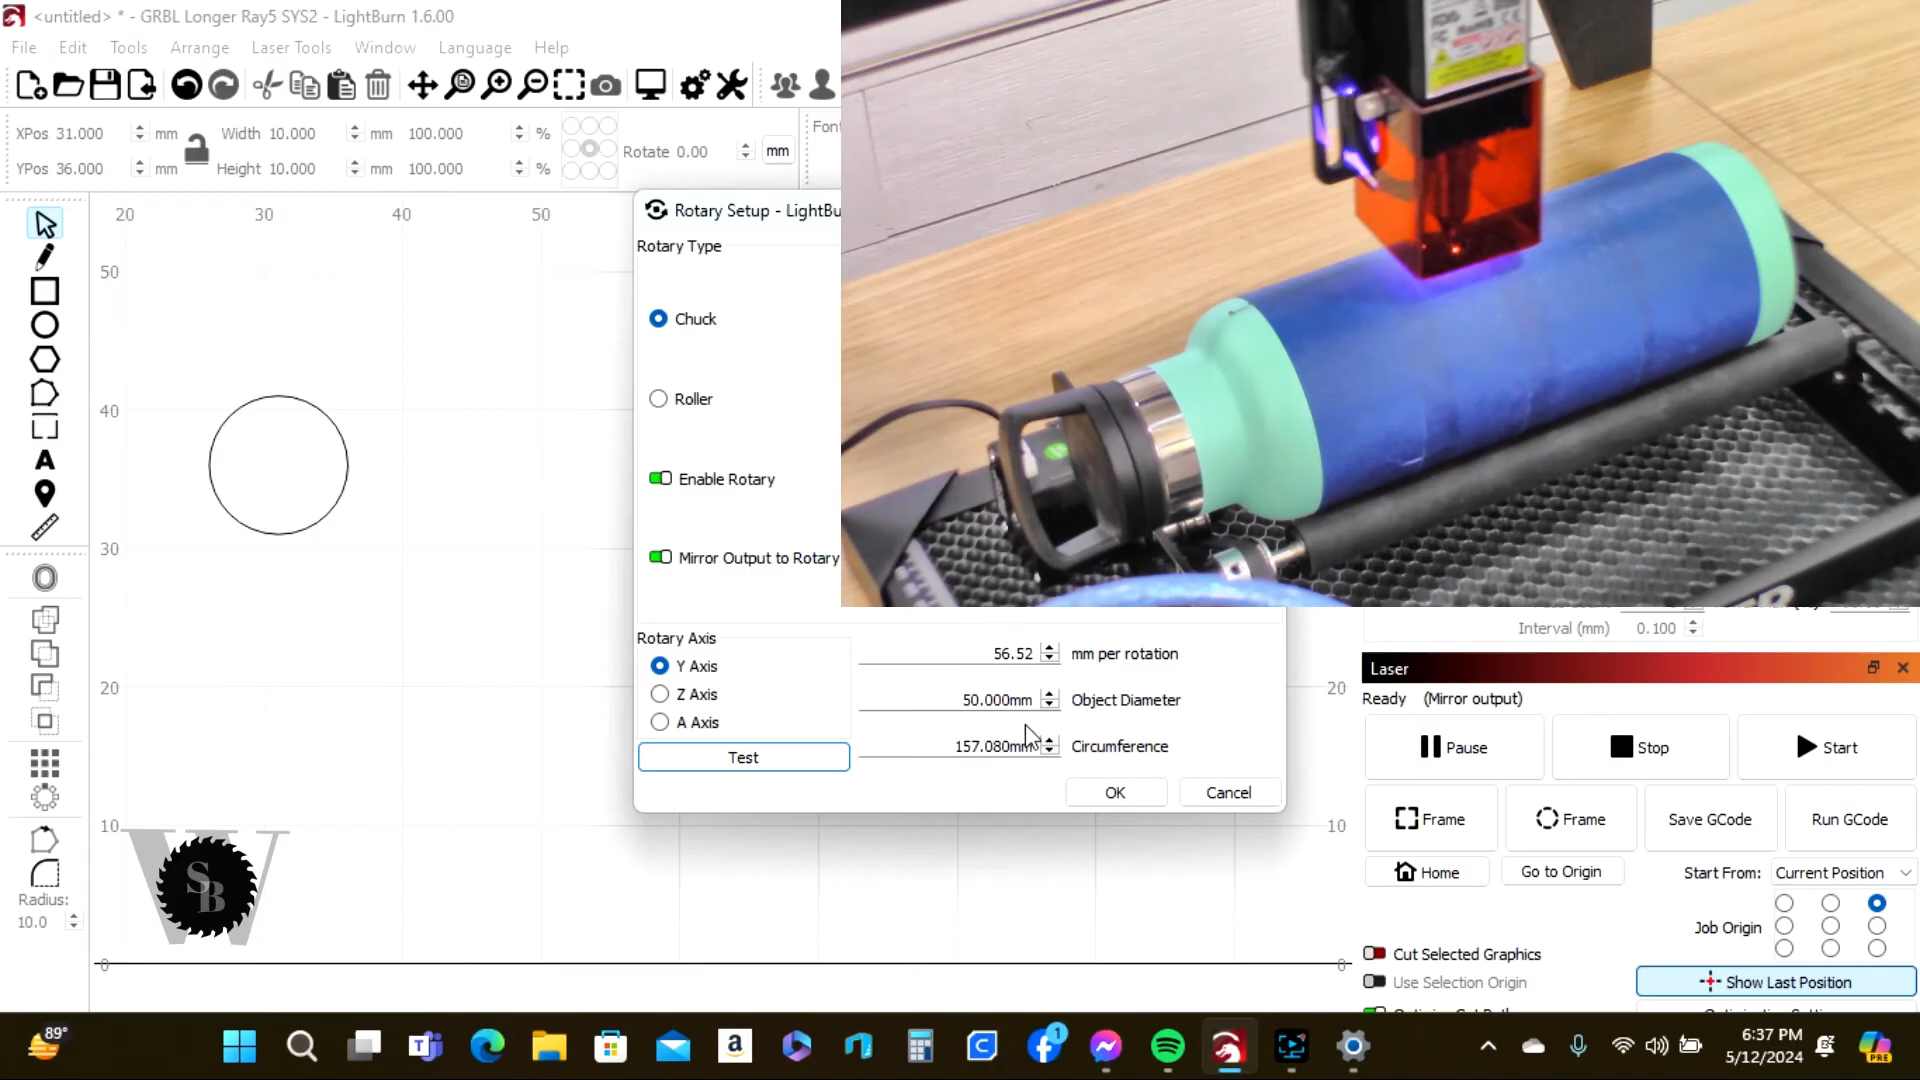 <untitled> * - GRBL Longer Ray5 SYS2 - LightBurn 1.6.00
File Edit Tools Arrange Laser Tools Window Language Help
XPos 31.000 mm Width 10.000 mm 100.000 %
YPos 36.000 mm Height 10.000 mm 100.000 %
Rotate 0.00 mm
Font
20 30 40 50
50
40
30
20
10
0
Rotary Setup - LightBu
Rotary Type
Chuck
Roller
Enable Rotary
Mirror Output to Rotary
Rotary Axis
Y Axis
Z Axis
A Axis
Test
56.52 mm per rotation
50.000mm Object Diameter
157.080mm Circumference
OK Cancel
20
10
0
Radius:
10.0
W
S
B
FDA
Interval (mm) 0.100
Laser
Ready (Mirror output)
Pause Stop Start
Frame Frame Save GCode Run GCode
Home Go to Origin Start From: Current Position
Job Origin
Cut Selected Graphics
Use Selection Origin
Show Last Position
89°
1
6:37 PM
5/12/2024
PRE